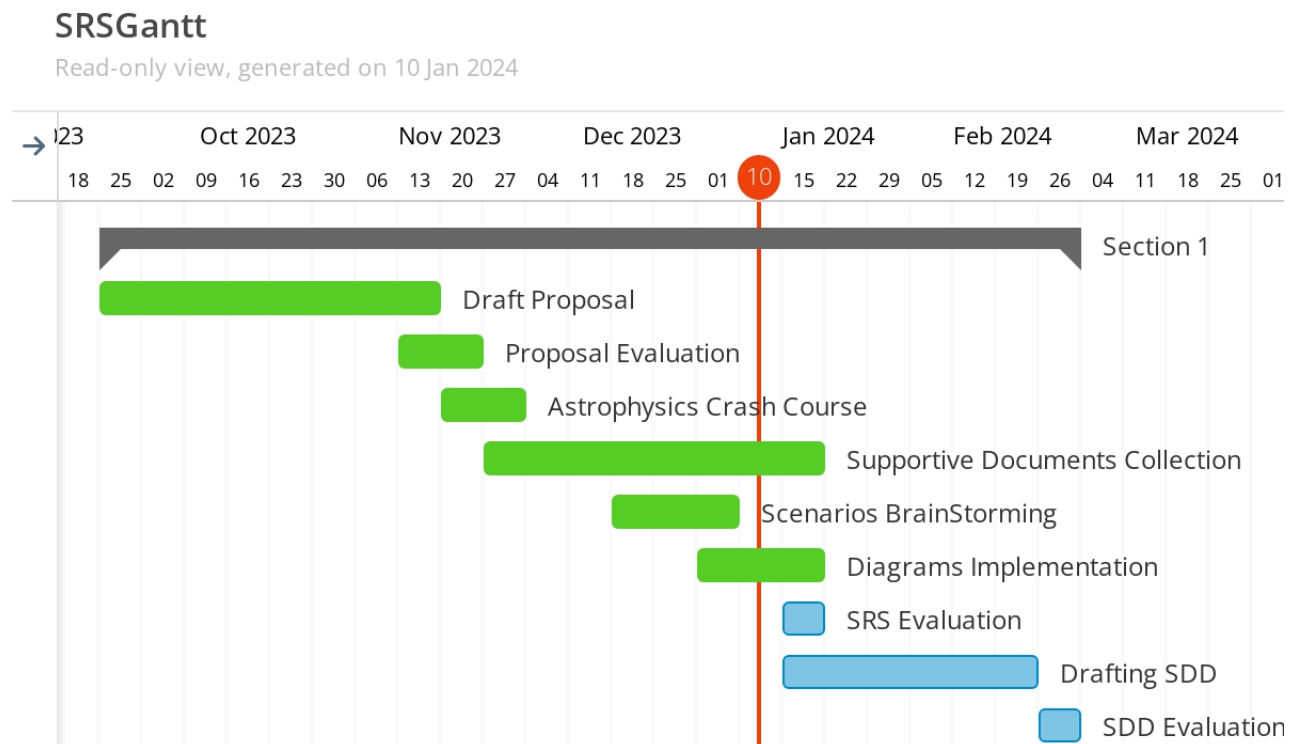 SRSGantt
Read-only view, generated on 10 Jan 2024
023 Oct 2023 Nov 2023 Dec 2023 Jan 2024 Feb 2024 Mar 2024
18 25 02 09 16 23 30 06 13 20 27 04 11 18 25 01 10 15 22 29 05 12 19 26 04 11 18 25 01
Section 1
Draft Proposal
Proposal Evaluation
Astrophysics Crash Course
Supportive Documents Collection
Scenarios BrainStorming
Diagrams Implementation
SRS Evaluation
Drafting SDD
SDD Evaluation